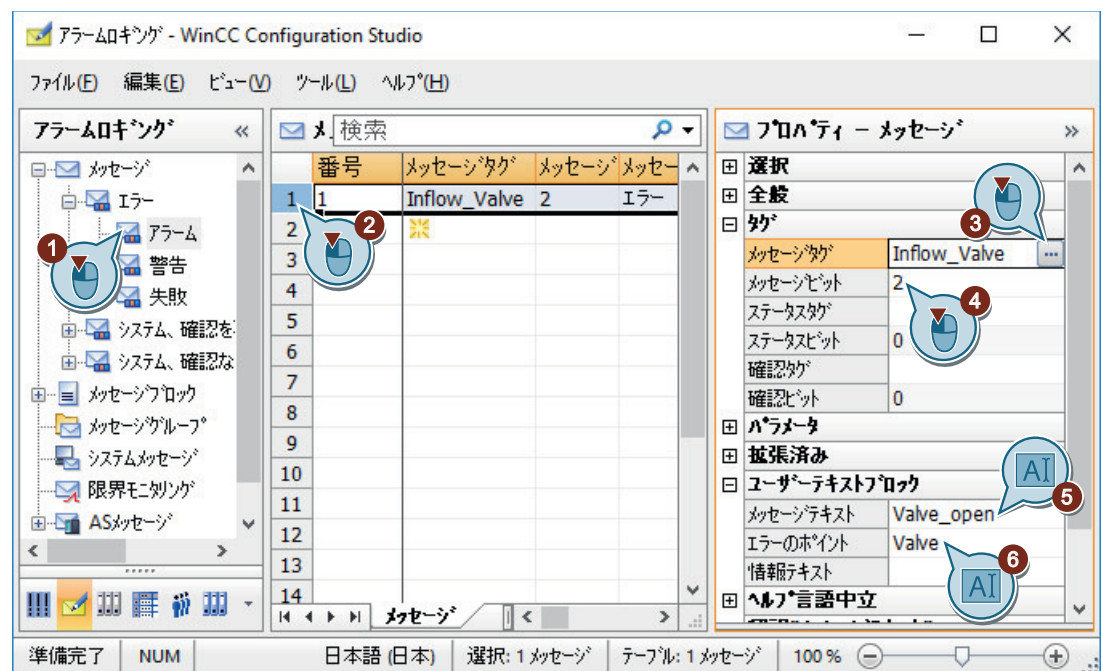 アラームロギング - WinCC Configuration Studio
ファイル(F) 編集(E) ビュー(V) ツール(L) ヘルプ(H)
アラームロギング «
メッセージ
エラー
アラーム
警告
失敗
システム、確認を
システム、確認な
メッセージブロック
メッセージグループ
システムメッセージ
限界モニタリング
ASメッセージ
1
メ 検索
番号 メッセージタグ メッセージ メッセー
1 1 Inflow_Valve 2 エラー
2
3
4
5
6
7
8
9
10
11
12
13
14
2
メッセージ
プロパティ - メッセージ »
選択
全般
3
タグ
メッセージタグ Inflow_Valve ...
メッセージビット 2
4
ステータスタグ
ステータスビット 0
確認タグ
確認ビット 0
パラメータ
拡張済み
AI
5
ユーザーテキストブロック
メッセージテキスト Valve_open
エラーのポイント Valve
6
AI
情報テキスト
ヘルプ言語中立
準備完了 NUM 日本語 (日本) 選択: 1 メッセージ テーブル: 1 メッセージ 100 %